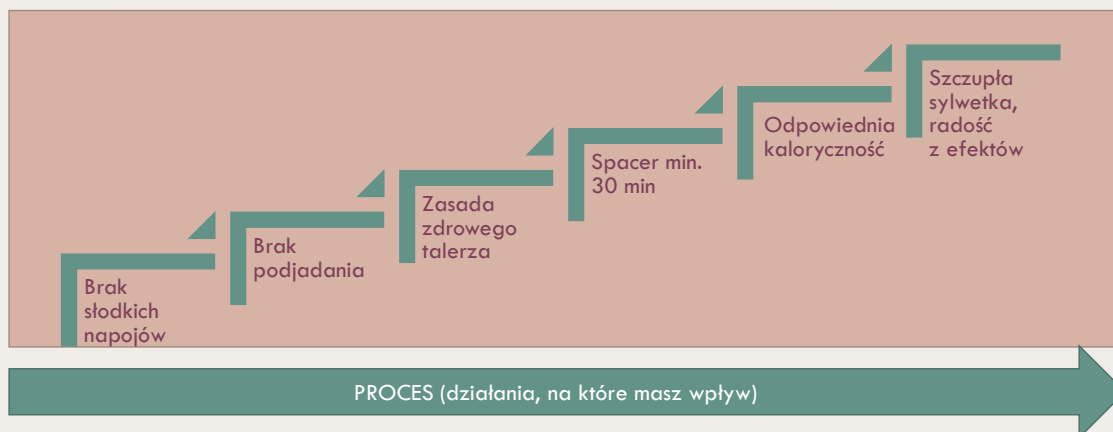 Brak
słodkich
napojów
Brak
podjadania
Zasada
zdrowego
talerza
Spacer min.
30 min
Odpowiednia
kaloryczność
Szczupła
sylwetka,
radość
z efektów
PROCES (działania, na które masz wpływ)